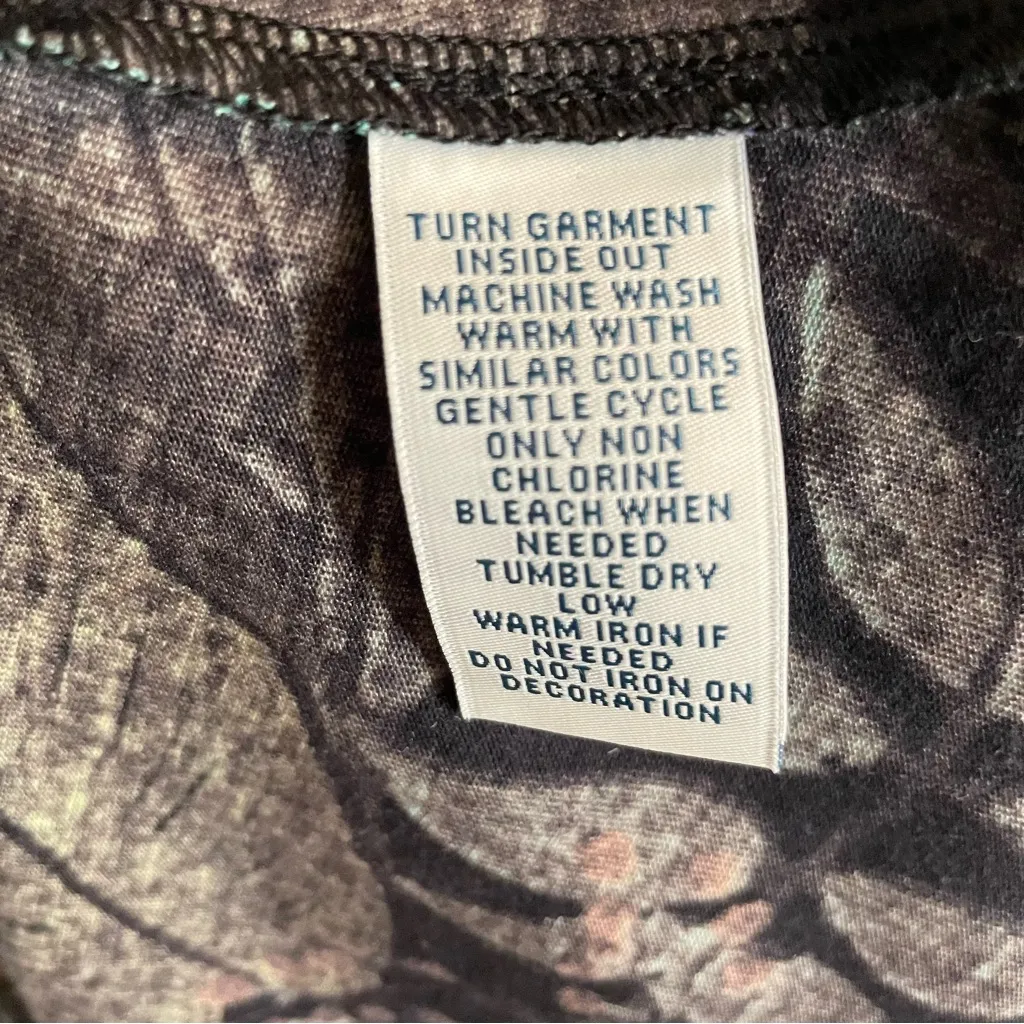 TURN GARMENT
INSIDE OUT
MACHINE WASH
WARM WITH
SIMILAR COLORS
GENTLE CYCLE
ONLY NON
CHLORINE
BLEACH WHEN
NEEDED
TUMBLE DRY
LOW
WARM IRON IF
NEEDED
DO NOT IRON ON
DECORATION